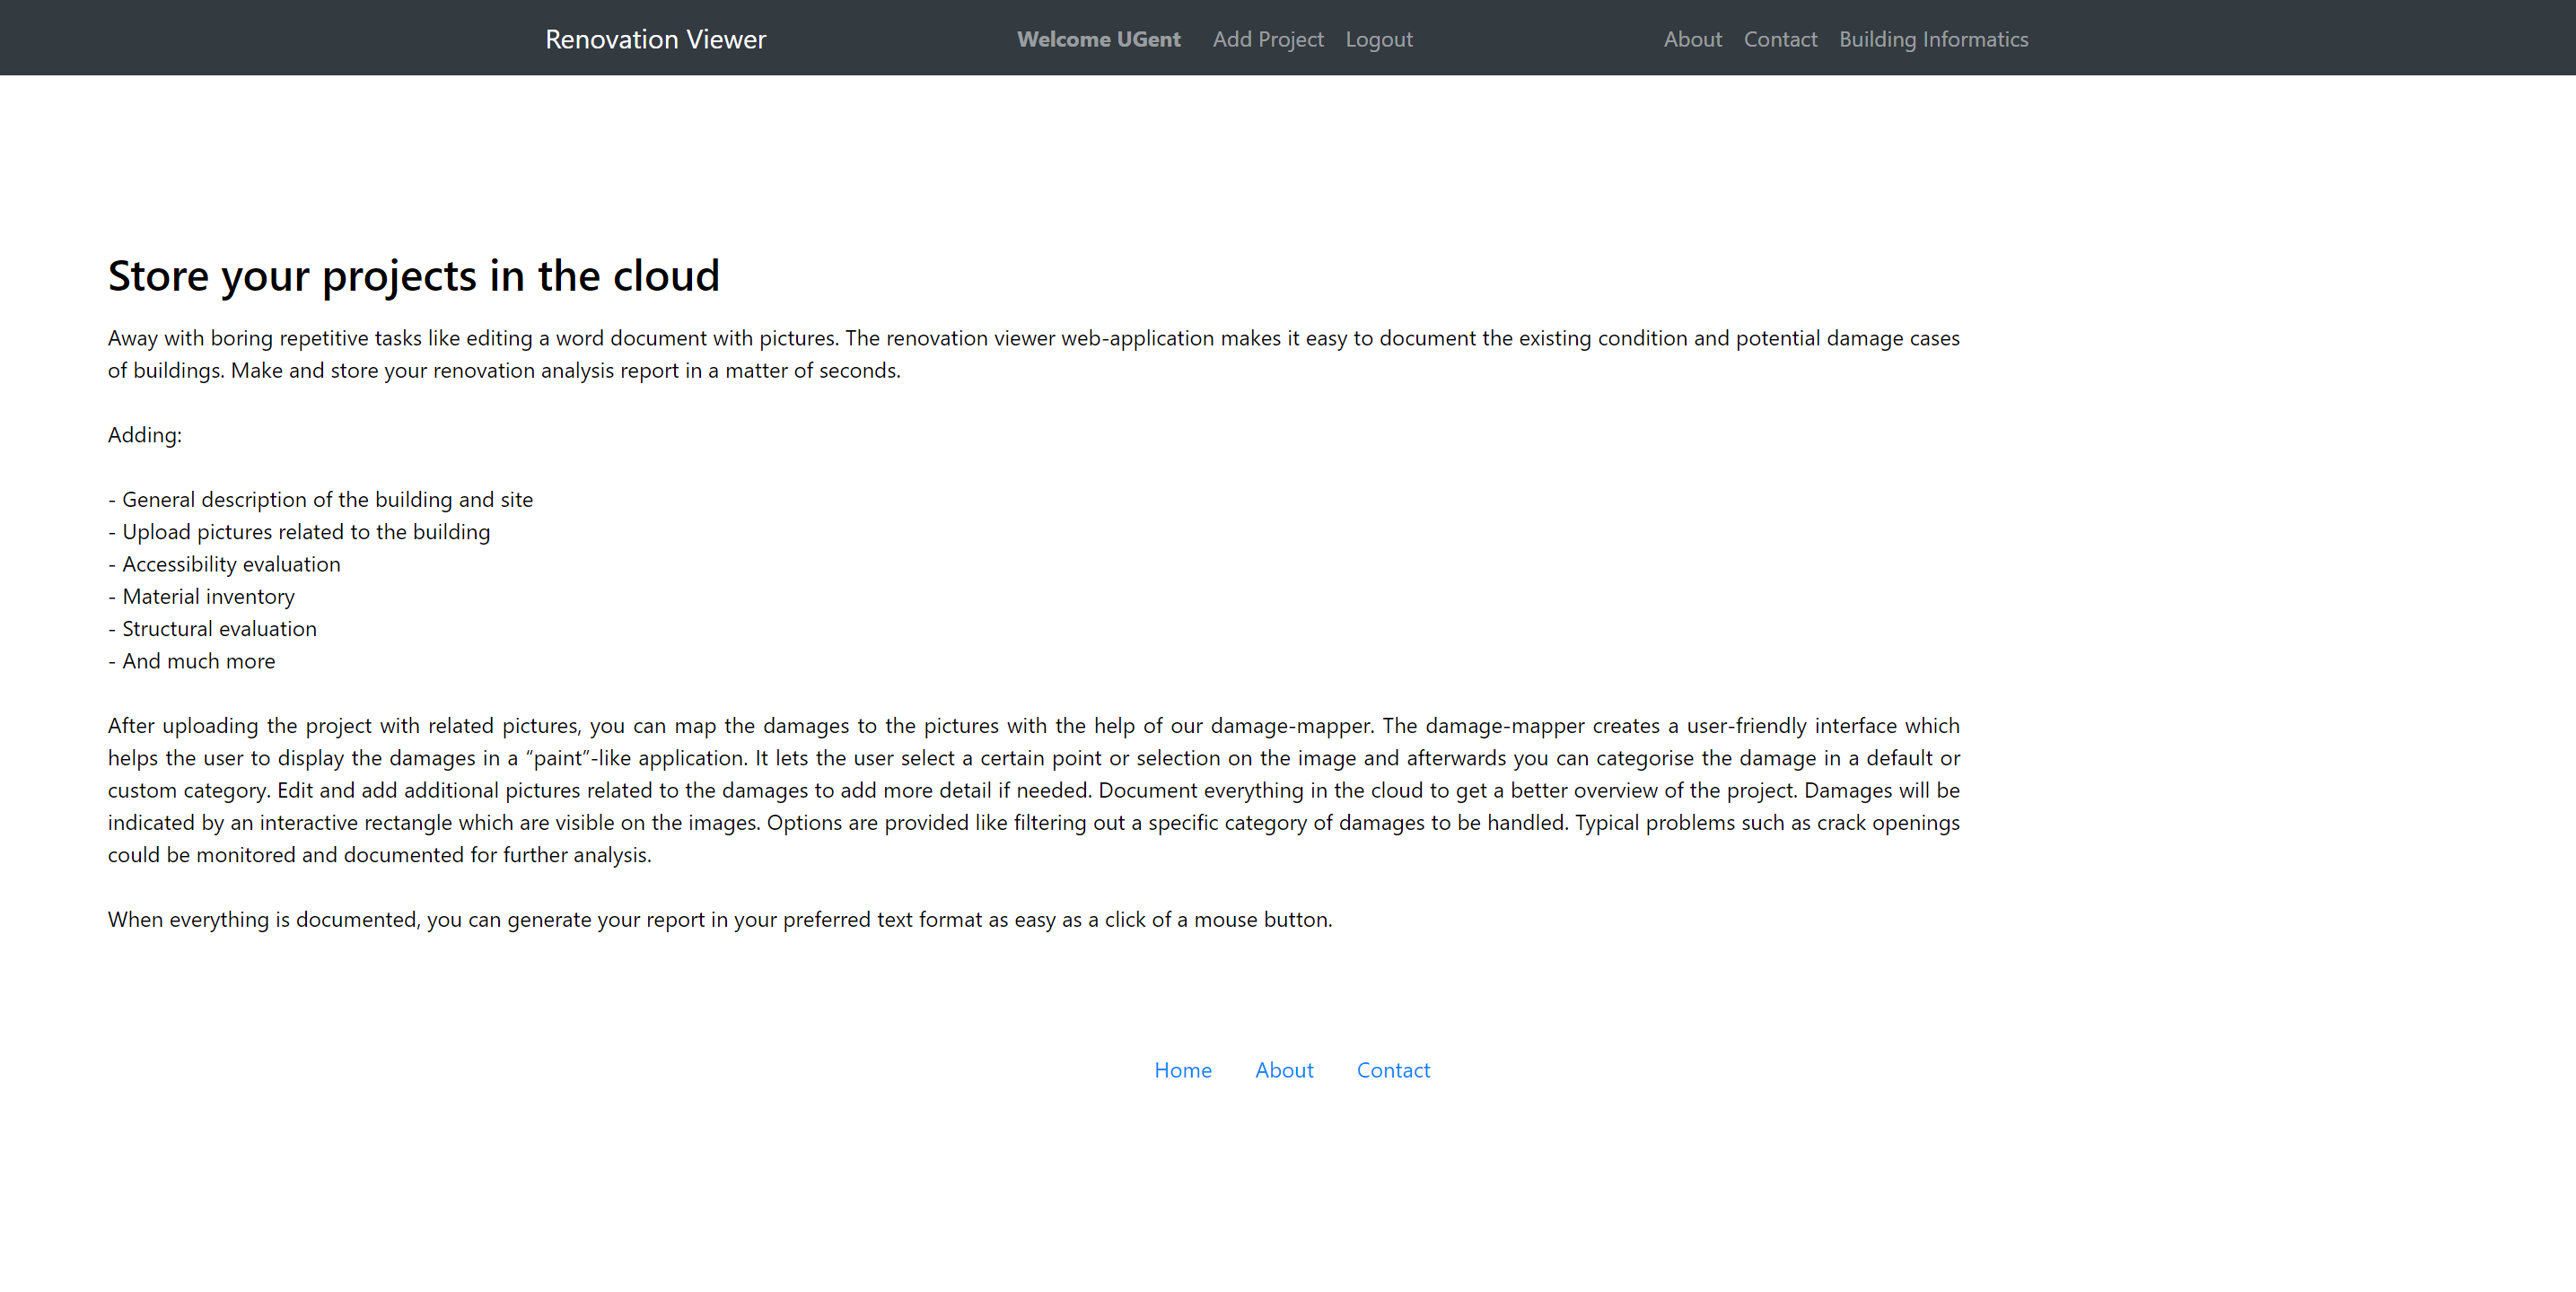 Renovation Viewer Welcome UGent Add Project Logout About Contact Building Informatics
Store your projects in the cloud
Away with boring repetitive tasks like editing a word document with pictures. The renovation viewer web-application makes it easy to document the existing condition and potential damage cases
of buildings. Make and store your renovation analysis report in a matter of seconds.
Adding:
- General description of the building and site
- Upload pictures related to the building
- Accessibility evaluation
- Material inventory
- Structural evaluation
- And much more
After uploading the project with related pictures, you can map the damages to the pictures with the help of our damage-mapper. The damage-mapper creates a user-friendly interface which
helps the user to display the damages in a “paint”-like application. It lets the user select a certain point or selection on the image and afterwards you can categorise the damage in a default or
custom category. Edit and add additional pictures related to the damages to add more detail if needed. Document everything in the cloud to get a better overview of the project. Damages will be
indicated by an interactive rectangle which are visible on the images. Options are provided like filtering out a specific category of damages to be handled. Typical problems such as crack openings
could be monitored and documented for further analysis.
When everything is documented, you can generate your report in your preferred text format as easy as a click of a mouse button.
Home About Contact